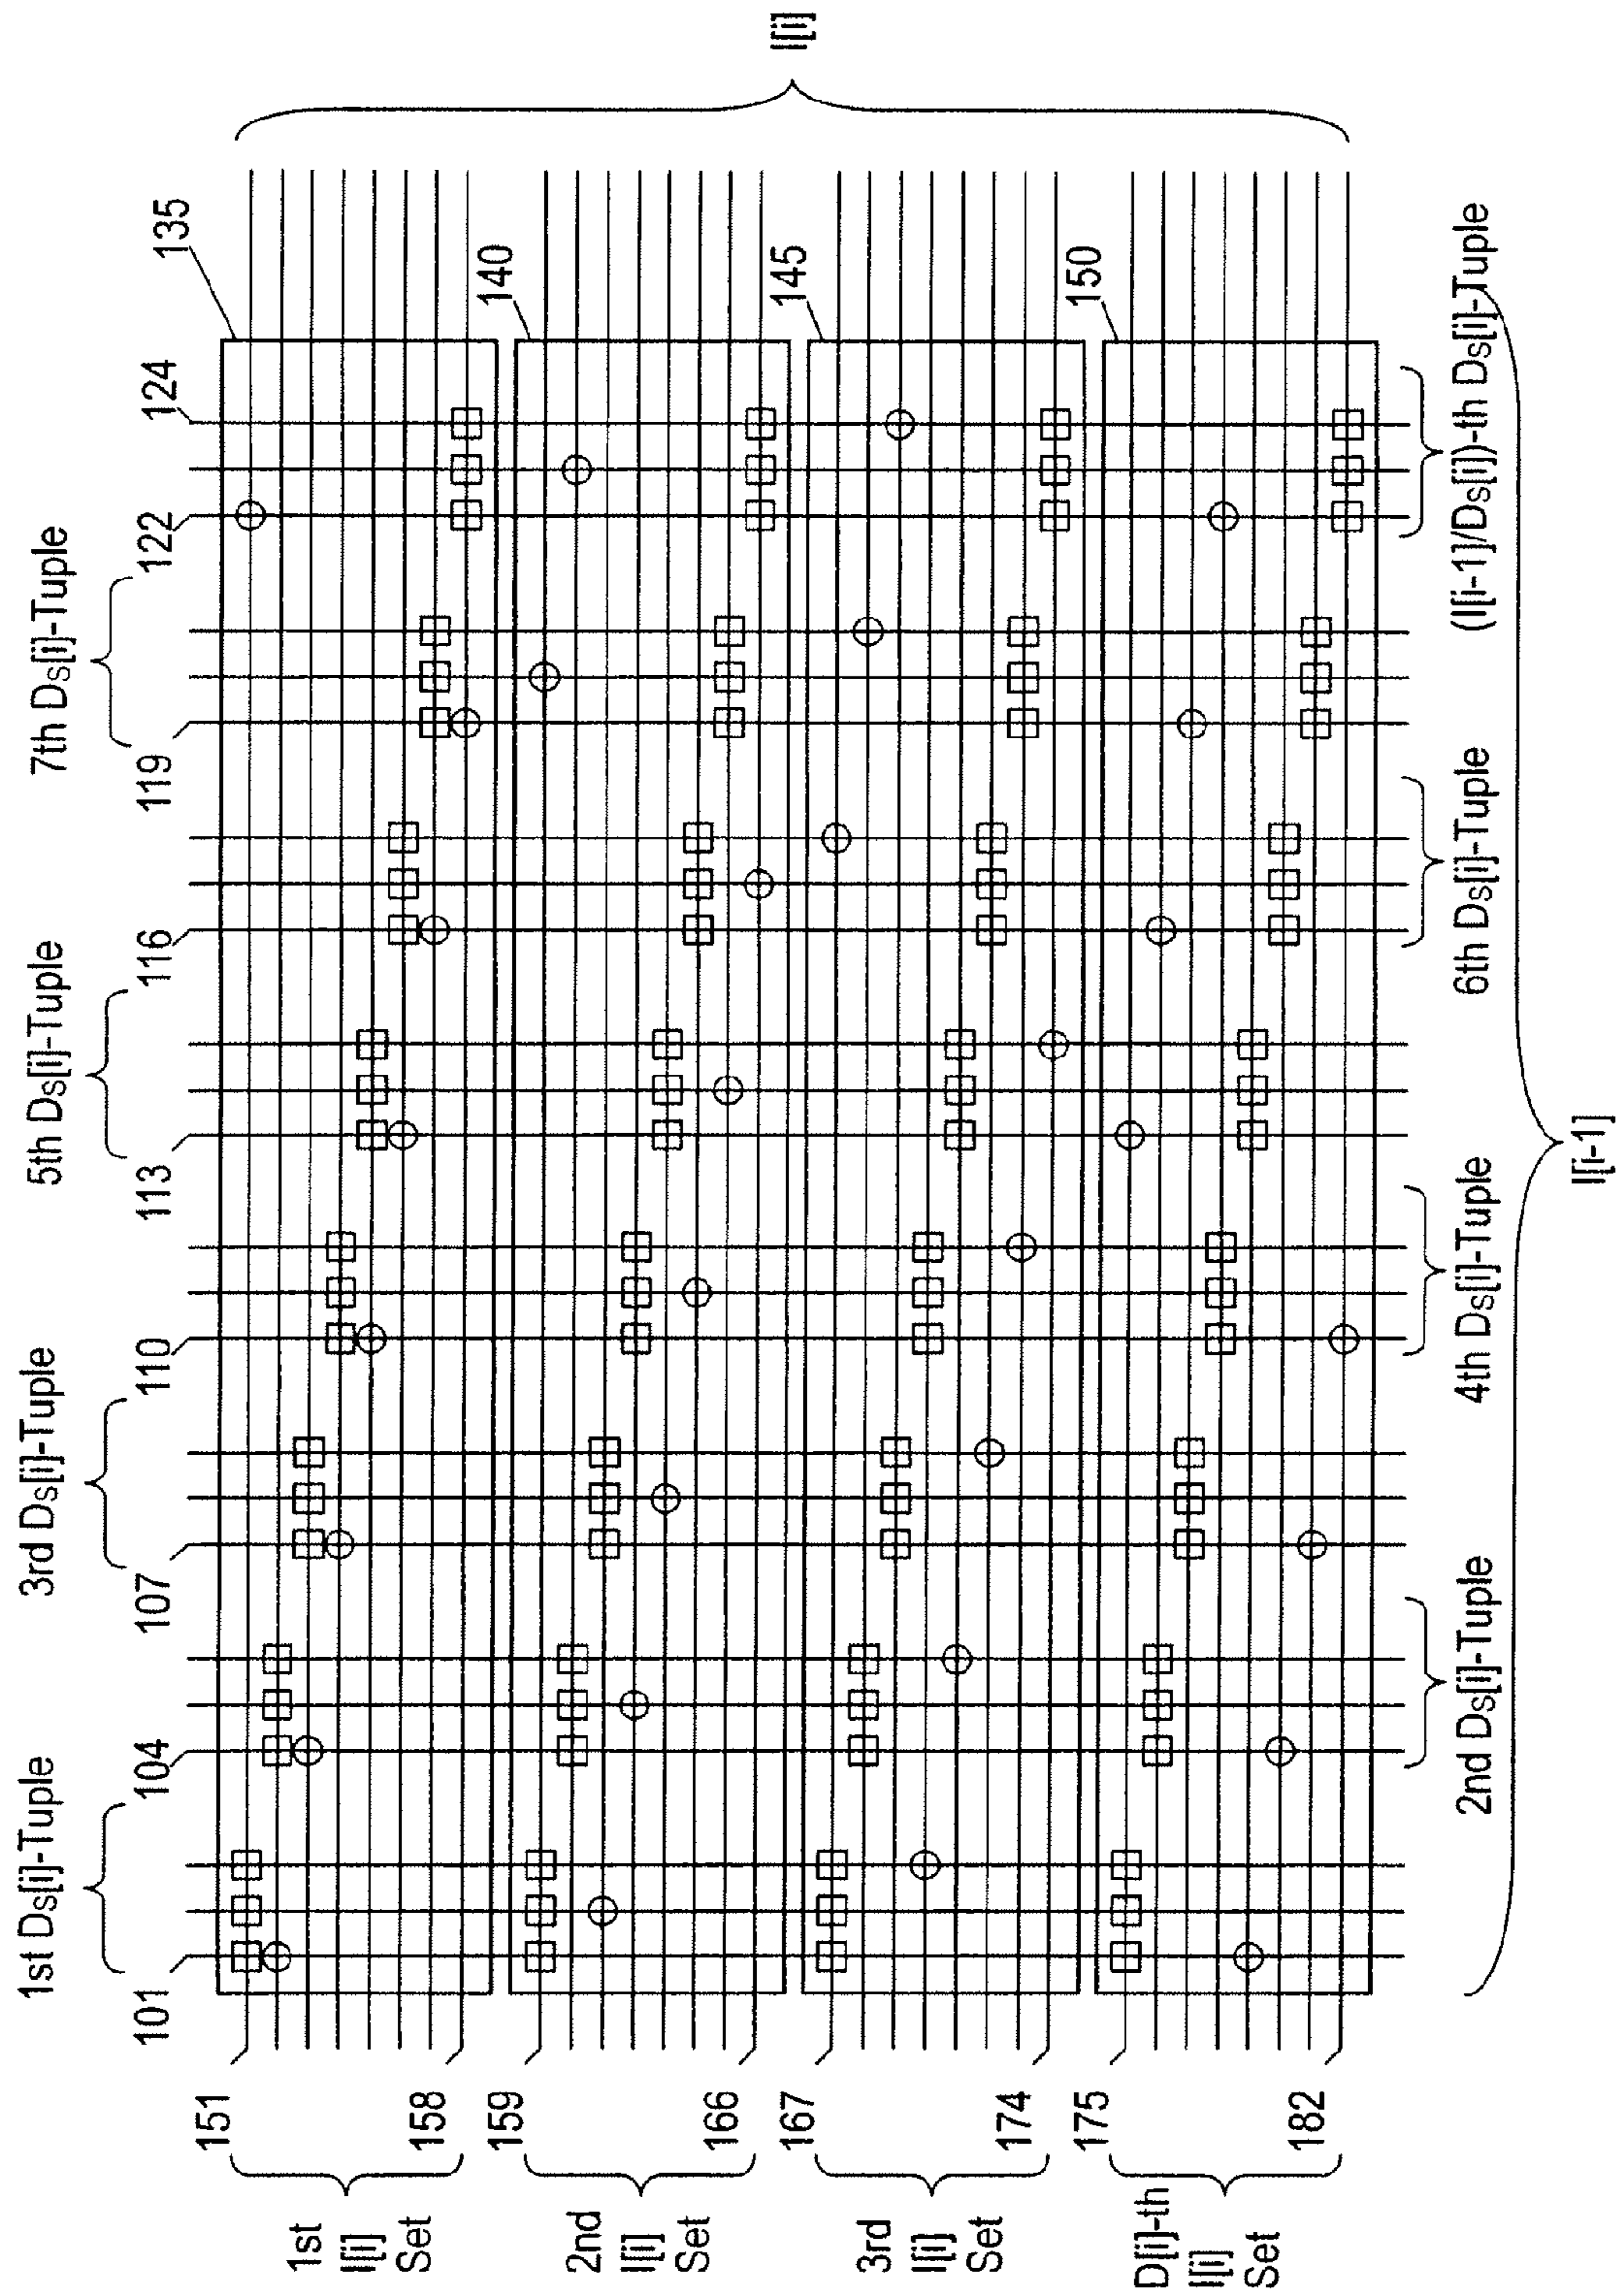 1st DS[i]-Tuple
3rd DS[i]-Tuple
5th DS[i]-Tuple
7th DS[i]-Tuple
101
104
107
110
113
116
119
122
124
135
140
145
150
151
158
159
166
167
174
175
182
1st
I[i]
Set
2nd
I[i]
Set
3rd
I[i]
Set
D[i]-th
I[i]
Set
I[i]
2nd DS[i]-Tuple
4th DS[i]-Tuple
6th DS[i]-Tuple
(I[i-1]/DS[i])-th DS[i]-Tuple
I[i-1]